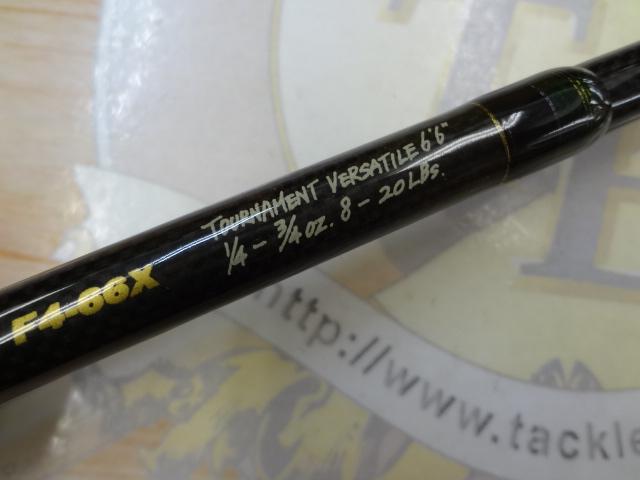 TOURNAMENT VERSATILE 6'6"
1/4 – 3/4 OZ. 8 – 20 LBS.
F4-66X
http://www.tackle